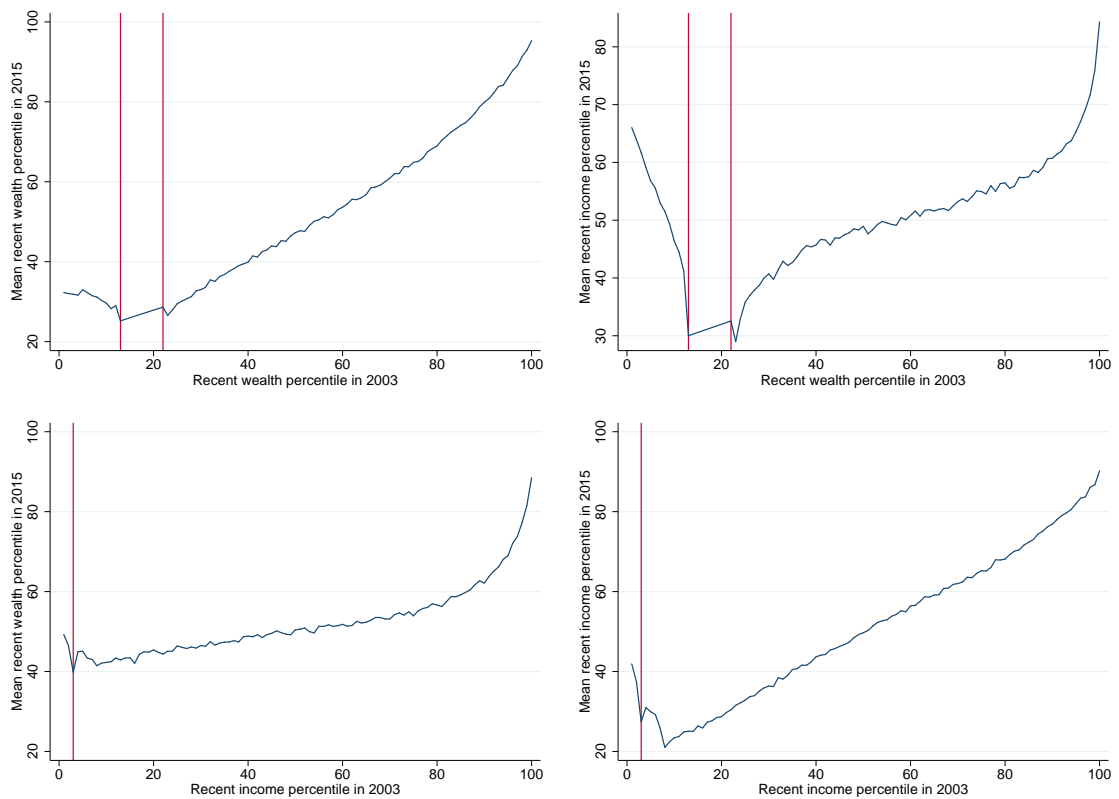 Mean recent wealth percentile in 2015
100
80
60
40
20
0 20 40 60 80 100
Recent wealth percentile in 2003
Mean recent income percentile in 2015
80
70
60
50
40
30
0 20 40 60 80 100
Recent wealth percentile in 2003
Mean recent wealth percentile in 2015
100
80
60
40
20
0 20 40 60 80 100
Recent income percentile in 2003
Mean recent income percentile in 2015
100
80
60
40
20
0 20 40 60 80 100
Recent income percentile in 2003